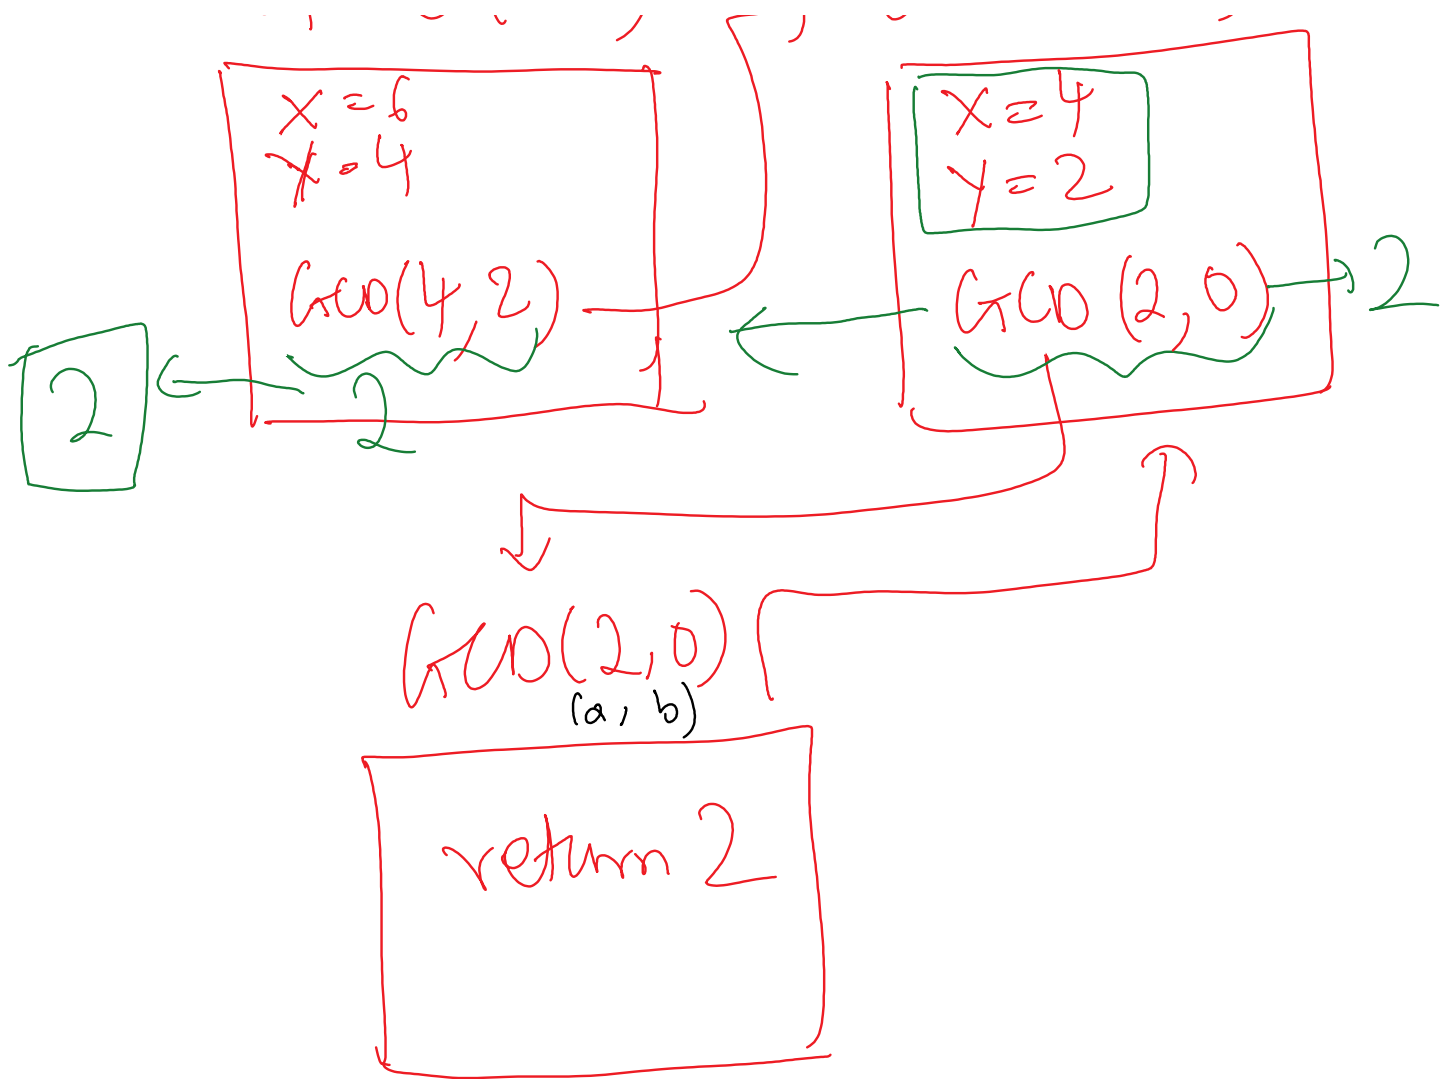 x = 6
y = 4
GCD(4,2)
2
2
x = 4
y = 2
GCD(2,0)
2
GCD(2,0)
(a, b)
return 2